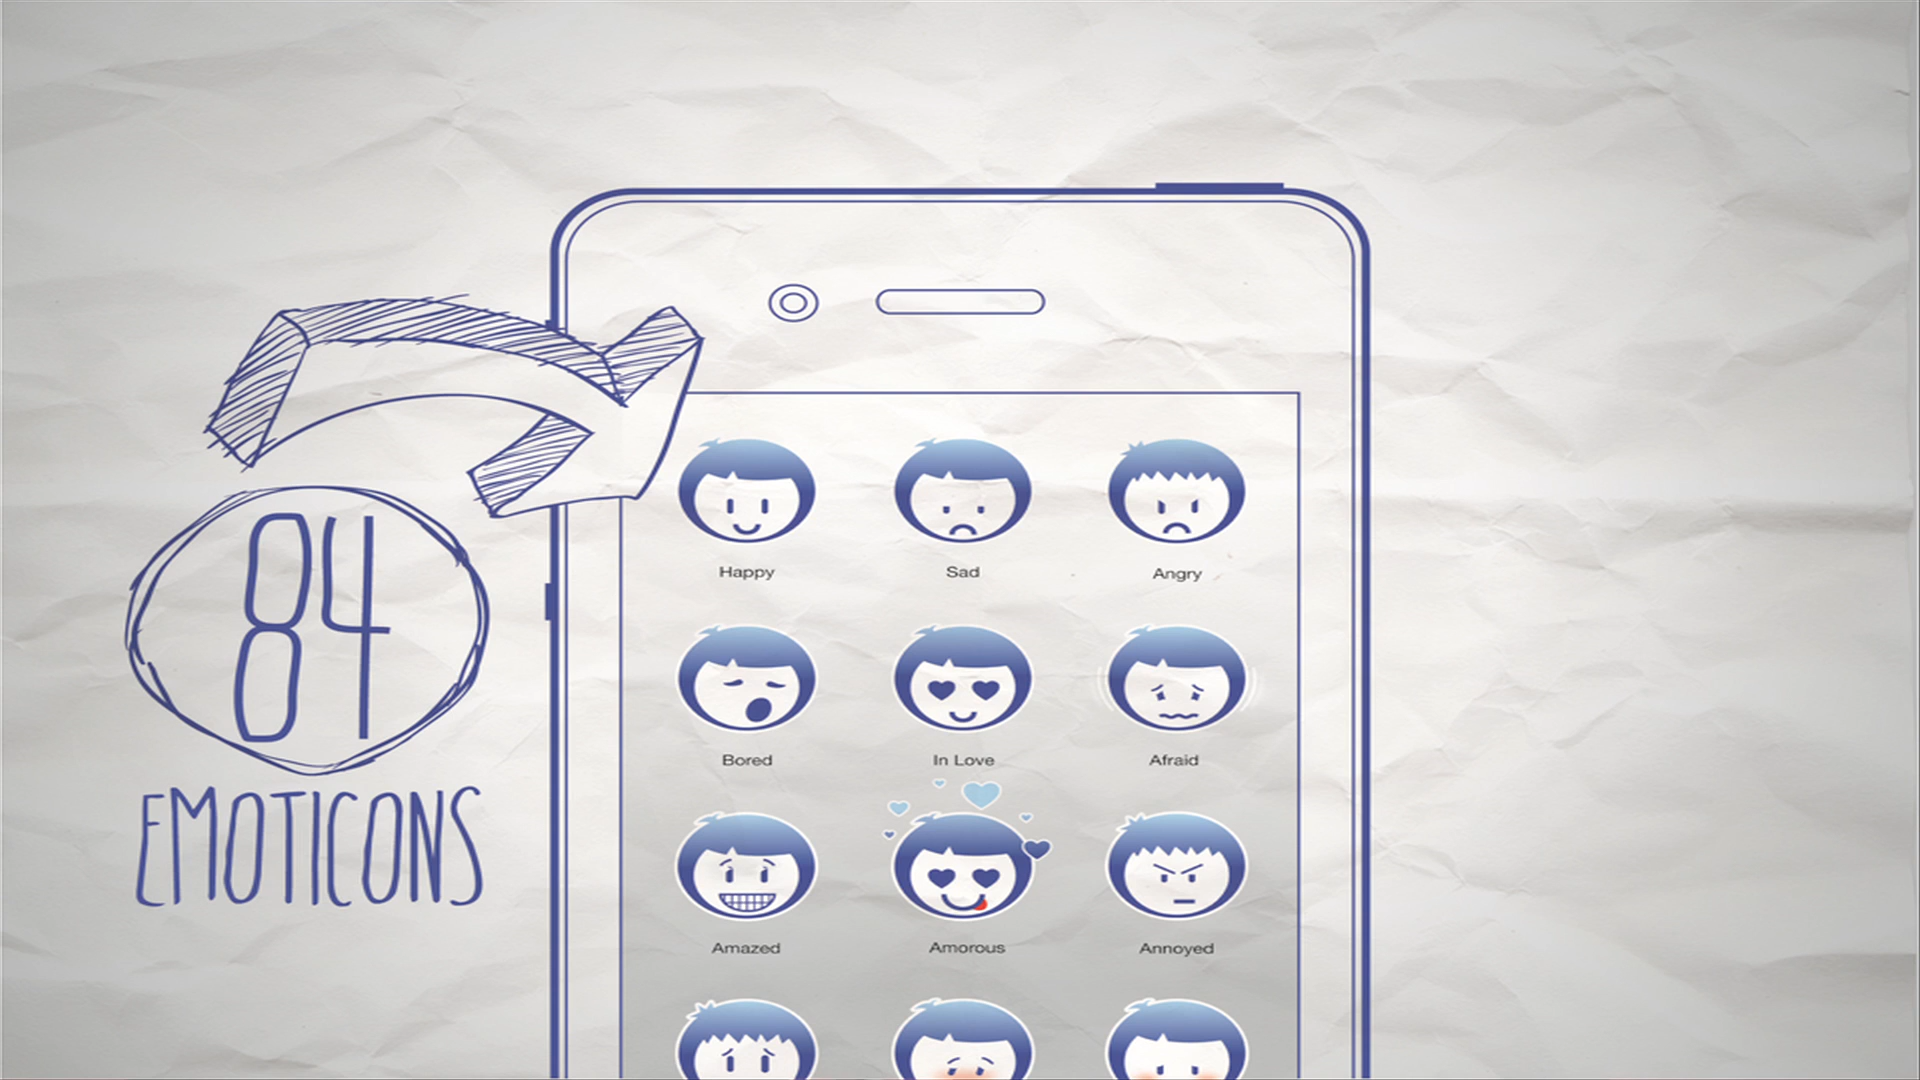 84
EMOTICONS
Happy
Sad
Angry
Bored
In Love
Afraid
Amazed
Amorous
Annoyed